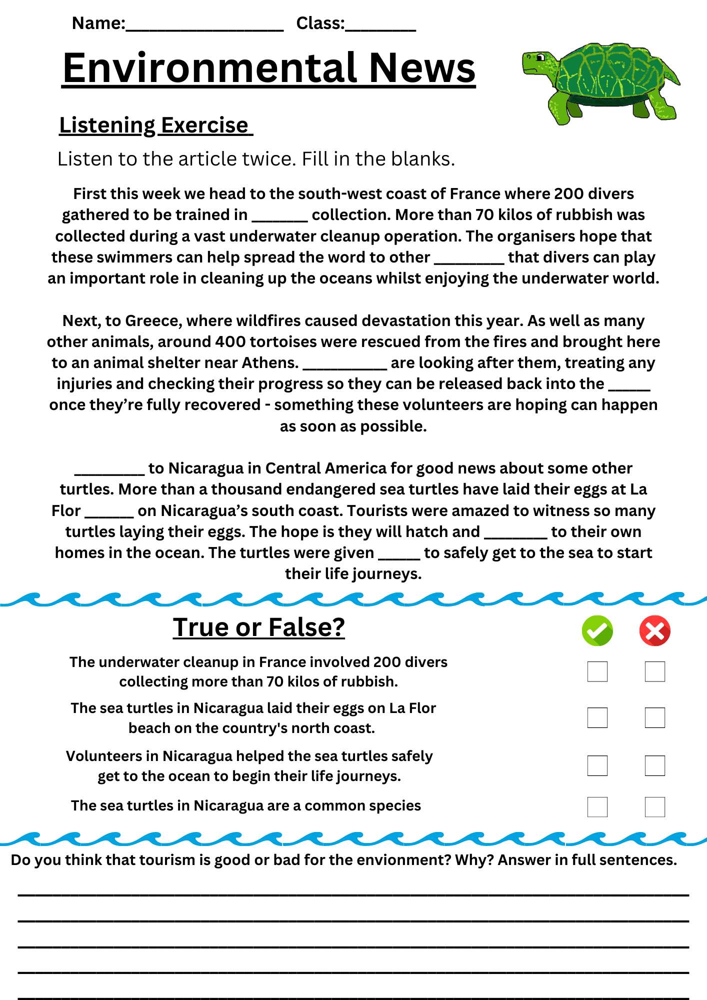 Name:__________________ Class:________
Environmental News
Listening Exercise
Listen to the article twice. Fill in the blanks.
First this week we head to the south-west coast of France where 200 divers
gathered to be trained in ________ collection. More than 70 kilos of rubbish was
collected during a vast underwater cleanup operation. The organisers hope that
these swimmers can help spread the word to other __________ that divers can play
an important role in cleaning up the oceans whilst enjoying the underwater world.
Next, to Greece, where wildfires caused devastation this year. As well as many
other animals, around 400 tortoises were rescued from the fires and brought here
to an animal shelter near Athens. ____________ are looking after them, treating any
injuries and checking their progress so they can be released back into the ______
once they’re fully recovered - something these volunteers are hoping can happen
as soon as possible.
__________ to Nicaragua in Central America for good news about some other
turtles. More than a thousand endangered sea turtles have laid their eggs at La
Flor _______ on Nicaragua’s south coast. Tourists were amazed to witness so many
turtles laying their eggs. The hope is they will hatch and _________ to their own
homes in the ocean. The turtles were given ______ to safely get to the sea to start
their life journeys.
True or False?
The underwater cleanup in France involved 200 divers
collecting more than 70 kilos of rubbish.
The sea turtles in Nicaragua laid their eggs on La Flor
beach on the country's north coast.
Volunteers in Nicaragua helped the sea turtles safely
get to the ocean to begin their life journeys.
The sea turtles in Nicaragua are a common species
Do you think that tourism is good or bad for the envionment? Why? Answer in full sentences.